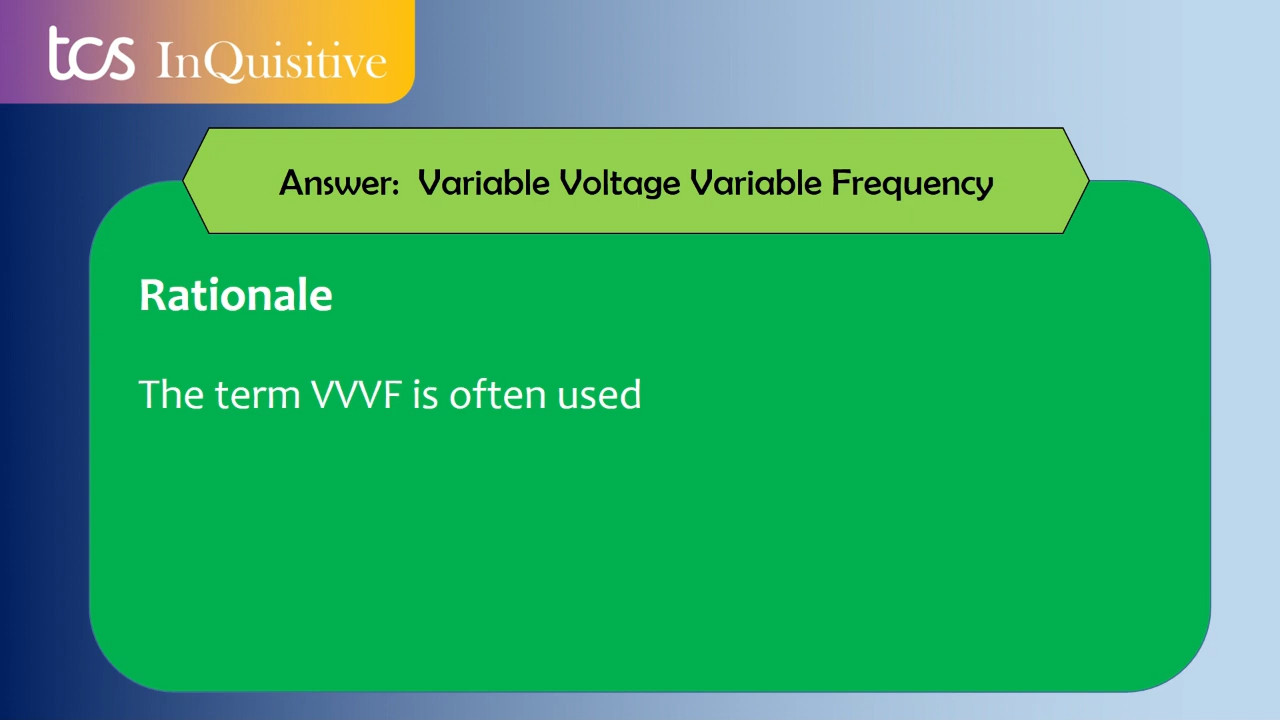 tcs InQuisitive
Answer: Variable Voltage Variable Frequency
Rationale
The term VVVF is often used